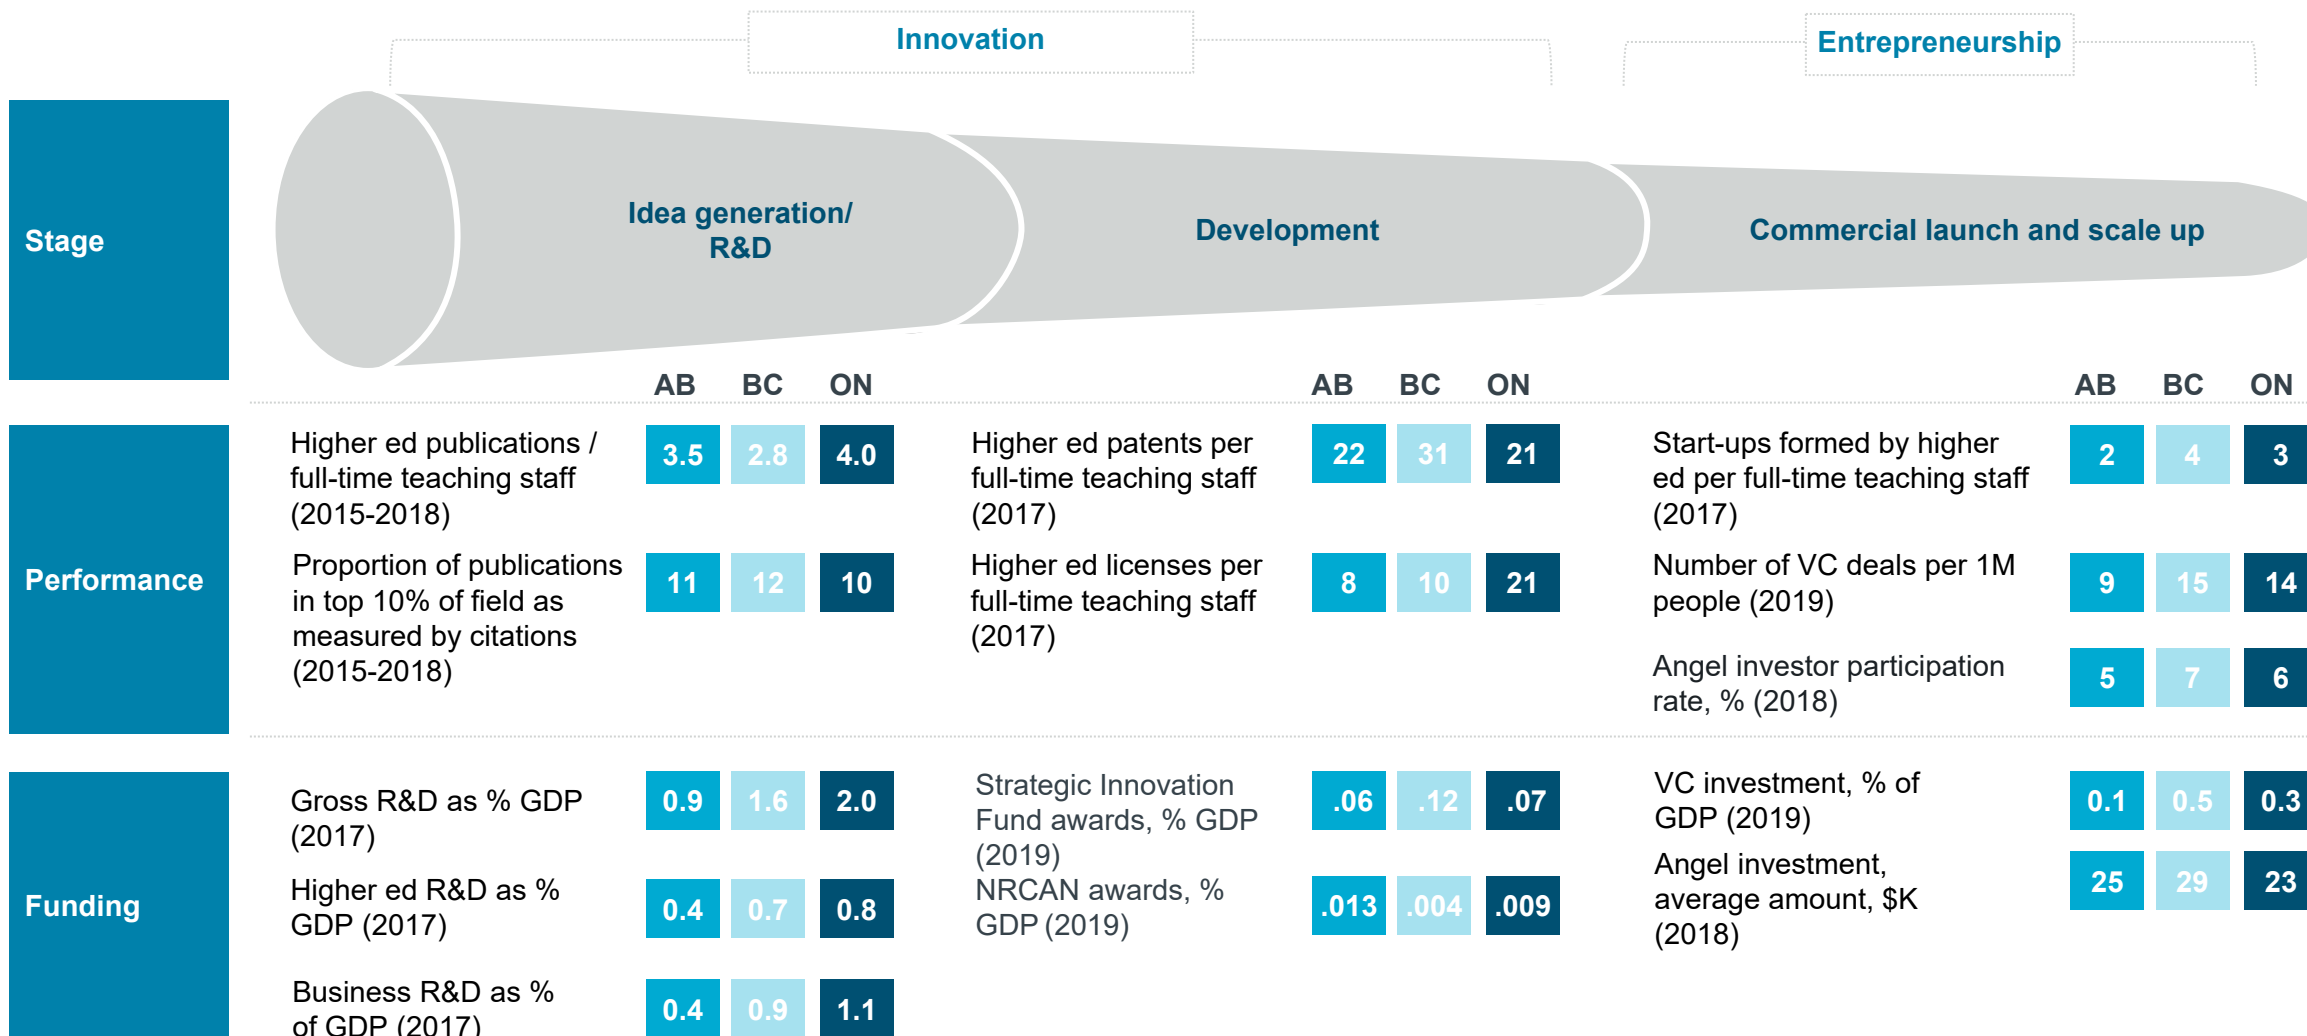 Innovation
Entrepreneurship
Stage
Idea generation/
R&D
Development
Commercial launch and scale up
AB BC ON
AB BC ON
AB BC ON
Performance
Higher ed publications /
full-time teaching staff
(2015-2018)
3.5 2.8 4.0
Proportion of publications
in top 10% of field as
measured by citations
(2015-2018)
11 12 10
Higher ed patents per
full-time teaching staff
(2017)
22 31 21
Higher ed licenses per
full-time teaching staff
(2017)
8 10 21
Start-ups formed by higher
ed per full-time teaching staff
(2017)
2 4 3
Number of VC deals per 1M
people (2019)
9 15 14
Angel investor participation
rate, % (2018)
5 7 6
Funding
Gross R&D as % GDP
(2017)
0.9 1.6 2.0
Higher ed R&D as %
GDP (2017)
0.4 0.7 0.8
Business R&D as %
of GDP (2017)
0.4 0.9 1.1
Strategic Innovation
Fund awards, % GDP
(2019)
.06 .12 .07
NRCAN awards, %
GDP (2019)
.013 .004 .009
VC investment, % of
GDP (2019)
0.1 0.5 0.3
Angel investment,
average amount, $K
(2018)
25 29 23